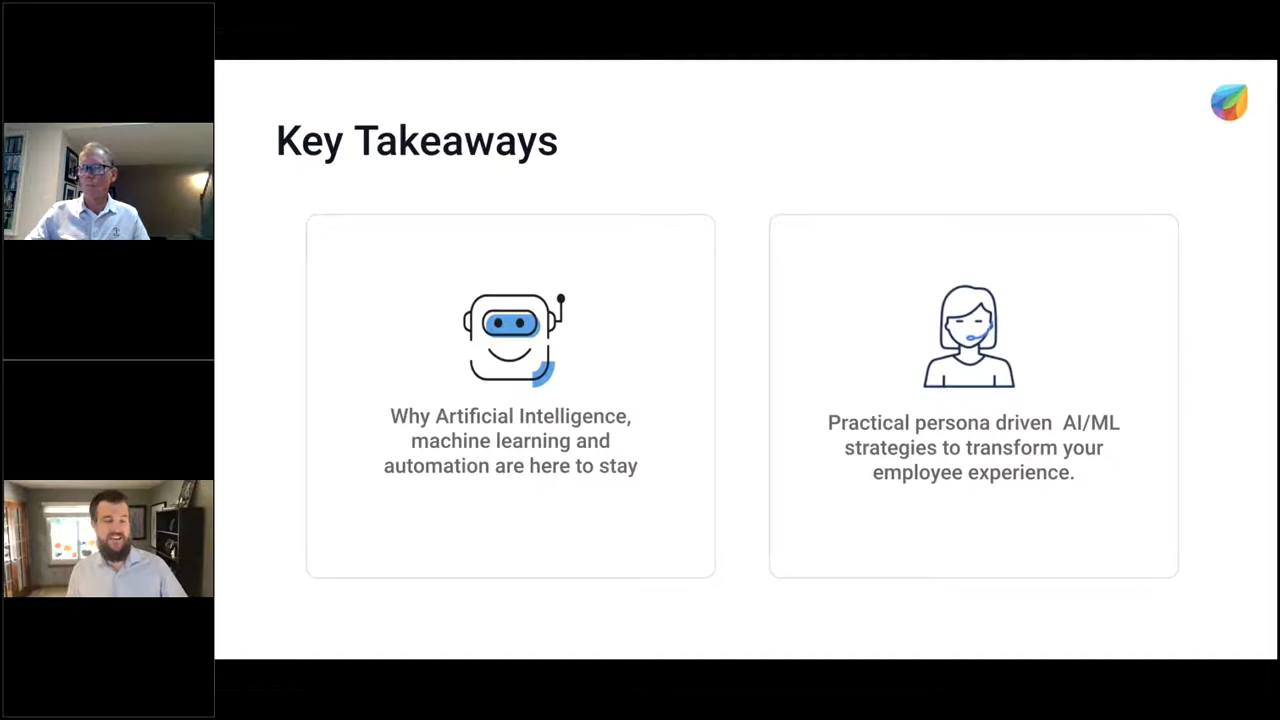 Key Takeaways
Why Artificial Intelligence,
machine learning and
automation are here to stay
Practical persona driven  AI/ML
strategies to transform your
employee experience.